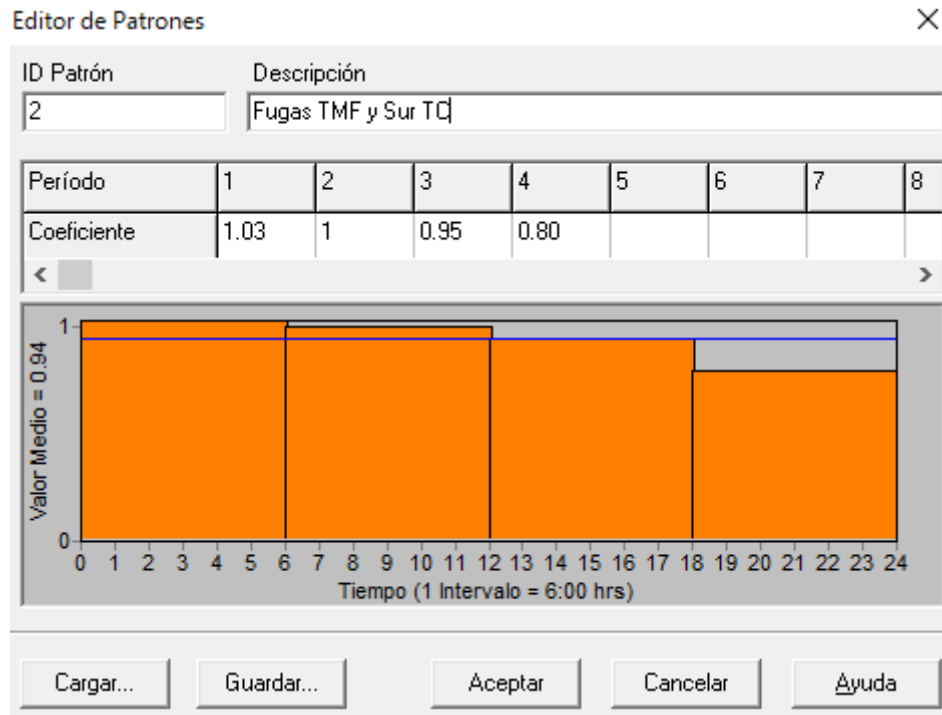 Editor de Patrones
ID Patrón Descripción
2 Fugas TMF y Sur TC
Período 1 2 3 4 5 6 7 8
Coeficiente 1.03 1 0.95 0.80
1
Valor Medio = 0.94
0
0 1 2 3 4 5 6 7 8 9 10 11 12 13 14 15 16 17 18 19 20 21 22 23 24
Tiempo (1 Intervalo = 6:00 hrs)
Cargar... Guardar... Aceptar Cancelar Ayuda